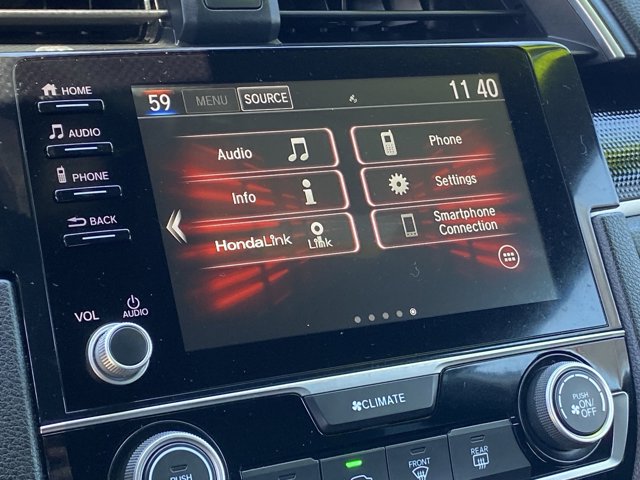 HOME
59 MENU SOURCE 11 40
AUDIO
Audio
Phone
PHONE
Info
Settings
BACK
HondaLink Link
Smartphone
Connection
VOL AUDIO
CLIMATE
PUSH
ON/
OFF
PUSH
FRONT
REAR